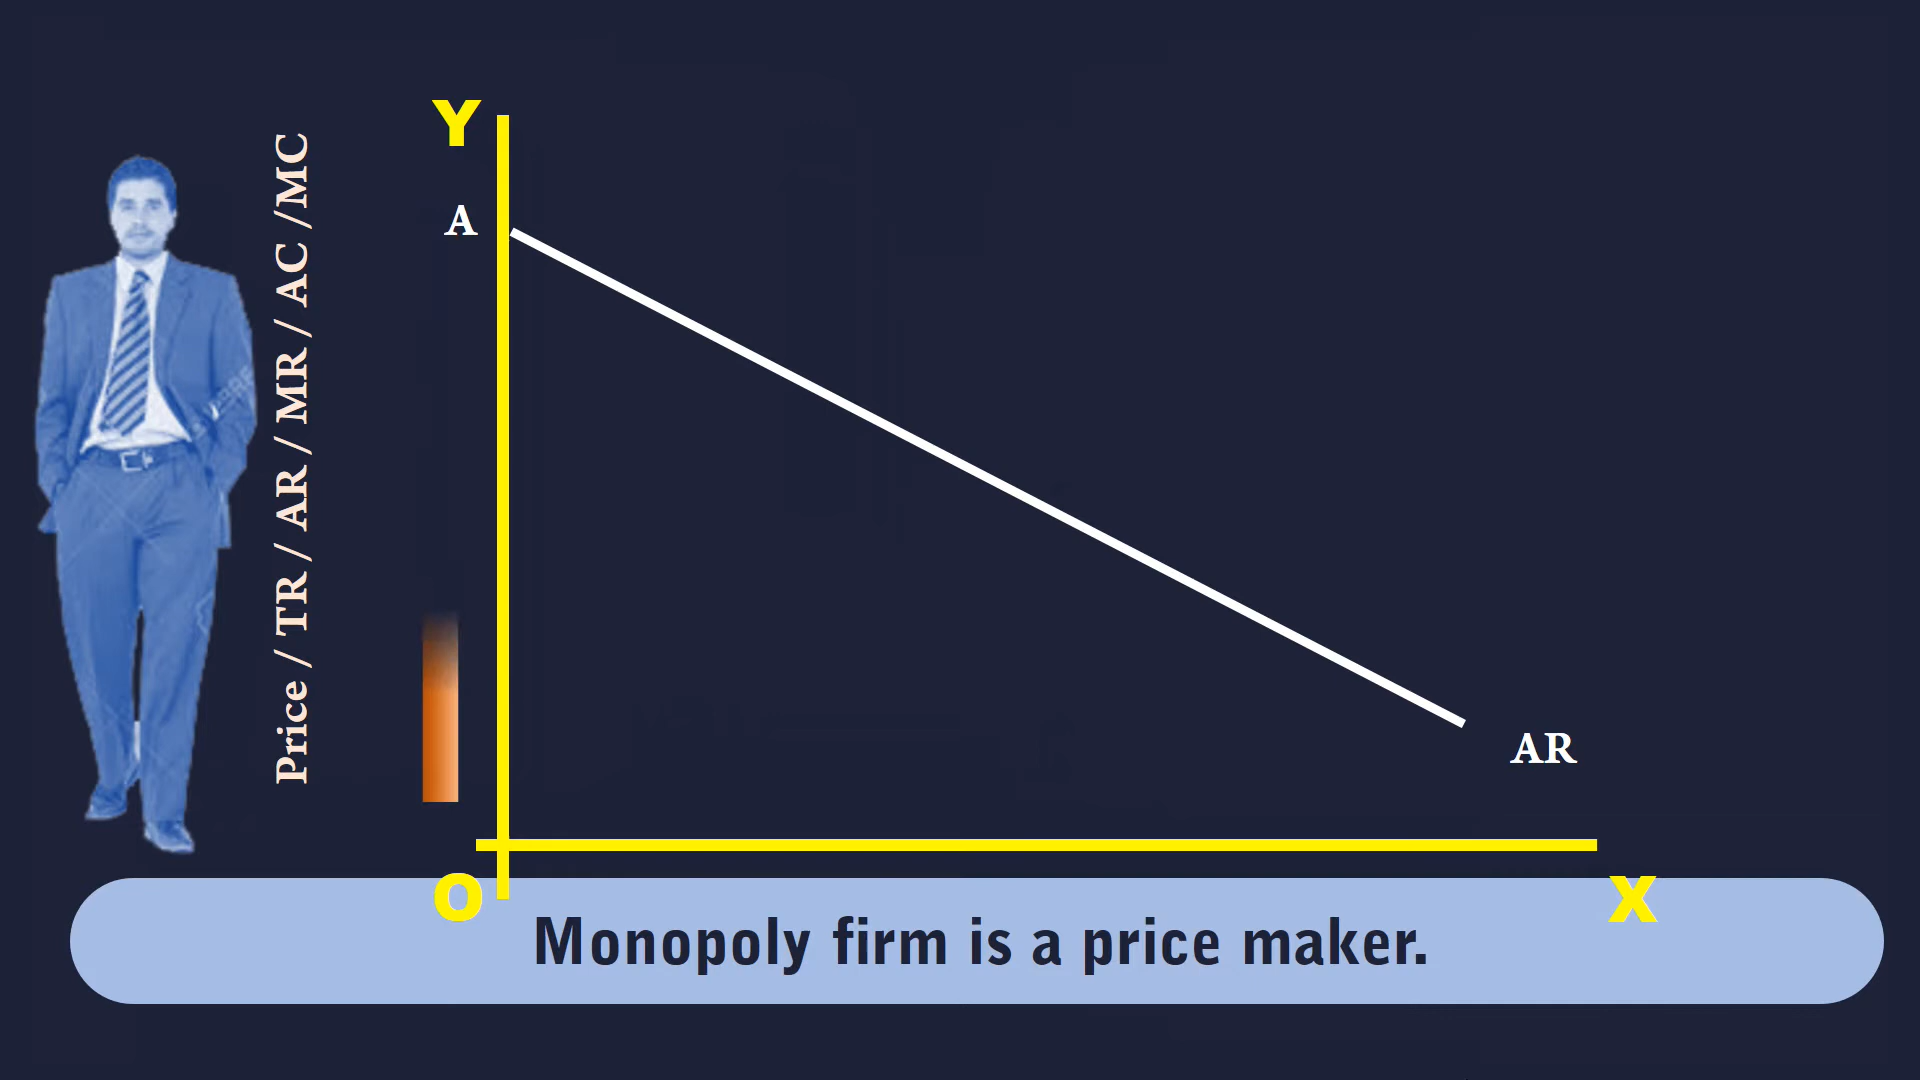 Y
A
Price / TR / AR / MR / AC /MC
AR
O
X
Monopoly firm is a price maker.